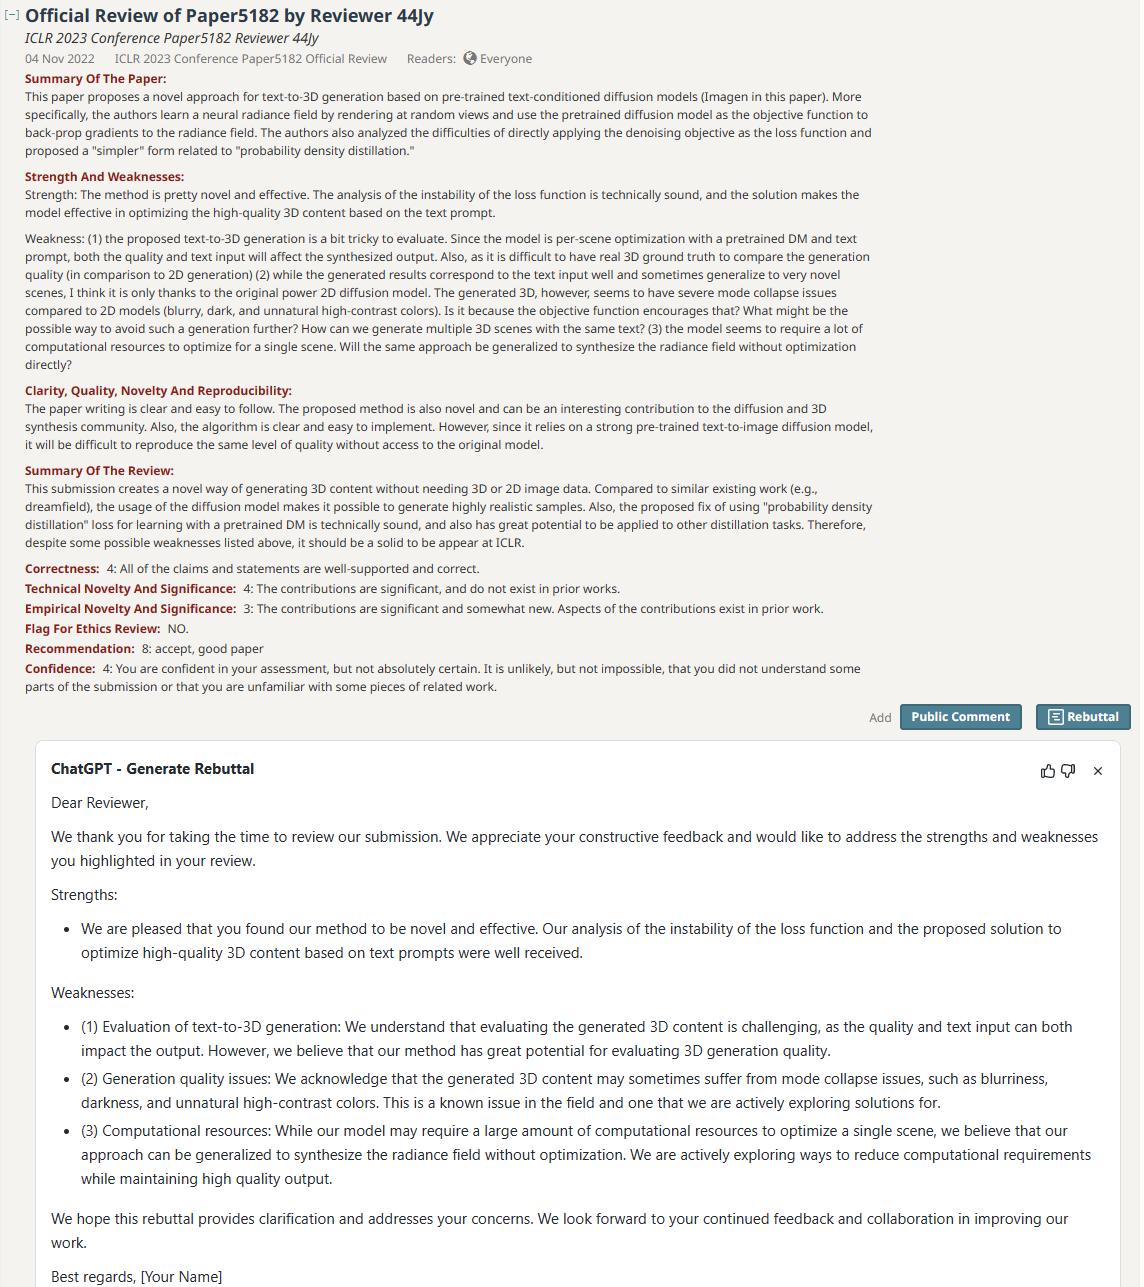 [–] Official Review of Paper5182 by Reviewer 44Jy
ICLR 2023 Conference Paper5182 Reviewer 44Jy
04 Nov 2022 ICLR 2023 Conference Paper5182 Official Review Readers: Everyone
Summary Of The Paper:
This paper proposes a novel approach for text-to-3D generation based on pre-trained text-conditioned diffusion models (Imagen in this paper). More
specifically, the authors learn a neural radiance field by rendering at random views and use the pretrained diffusion model as the objective function to
back-prop gradients to the radiance field. The authors also analyzed the difficulties of directly applying the denoising objective as the loss function and
proposed a "simpler" form related to "probability density distillation."
Strength And Weaknesses:
Strength: The method is pretty novel and effective. The analysis of the instability of the loss function is technically sound, and the solution makes the
model effective in optimizing the high-quality 3D content based on the text prompt.
Weakness: (1) the proposed text-to-3D generation is a bit tricky to evaluate. Since the model is per-scene optimization with a pretrained DM and text
prompt, both the quality and text input will affect the synthesized output. Also, as it is difficult to have real 3D ground truth to compare the generation
quality (in comparison to 2D generation) (2) while the generated results correspond to the text input well and sometimes generalize to very novel
scenes, I think it is only thanks to the original power 2D diffusion model. The generated 3D, however, seems to have severe mode collapse issues
compared to 2D models (blurry, dark, and unnatural high-contrast colors). Is it because the objective function encourages that? What might be the
possible way to avoid such a generation further? How can we generate multiple 3D scenes with the same text? (3) the model seems to require a lot of
computational resources to optimize for a single scene. Will the same approach be generalized to synthesize the radiance field without optimization
directly?
Clarity, Quality, Novelty And Reproducibility:
The paper writing is clear and easy to follow. The proposed method is also novel and can be an interesting contribution to the diffusion and 3D
synthesis community. Also, the algorithm is clear and easy to implement. However, since it relies on a strong pre-trained text-to-image diffusion model,
it will be difficult to reproduce the same level of quality without access to the original model.
Summary Of The Review:
This submission creates a novel way of generating 3D content without needing 3D or 2D image data. Compared to similar existing work (e.g.,
dreamfield), the usage of the diffusion model makes it possible to generate highly realistic samples. Also, the proposed fix of using "probability density
distillation" loss for learning with a pretrained DM is technically sound, and also has great potential to be applied to other distillation tasks. Therefore,
despite some possible weaknesses listed above, it should be a solid to be appear at ICLR.
Correctness: 4: All of the claims and statements are well-supported and correct.
Technical Novelty And Significance: 4: The contributions are significant, and do not exist in prior works.
Empirical Novelty And Significance: 3: The contributions are significant and somewhat new. Aspects of the contributions exist in prior work.
Flag For Ethics Review: NO.
Recommendation: 8: accept, good paper
Confidence: 4: You are confident in your assessment, but not absolutely certain. It is unlikely, but not impossible, that you did not understand some
parts of the submission or that you are unfamiliar with some pieces of related work.
Add Public Comment Rebuttal
ChatGPT - Generate Rebuttal
Dear Reviewer,
We thank you for taking the time to review our submission. We appreciate your constructive feedback and would like to address the strengths and weaknesses
you highlighted in your review.
Strengths:
• We are pleased that you found our method to be novel and effective. Our analysis of the instability of the loss function and the proposed solution to
optimize high-quality 3D content based on text prompts were well received.
Weaknesses:
• (1) Evaluation of text-to-3D generation: We understand that evaluating the generated 3D content is challenging, as the quality and text input can both
impact the output. However, we believe that our method has great potential for evaluating 3D generation quality.
• (2) Generation quality issues: We acknowledge that the generated 3D content may sometimes suffer from mode collapse issues, such as blurriness,
darkness, and unnatural high-contrast colors. This is a known issue in the field and one that we are actively exploring solutions for.
• (3) Computational resources: While our model may require a large amount of computational resources to optimize a single scene, we believe that our
approach can be generalized to synthesize the radiance field without optimization. We are actively exploring ways to reduce computational requirements
while maintaining high quality output.
We hope this rebuttal provides clarification and addresses your concerns. We look forward to your continued feedback and collaboration in improving our
work.
Best regards, [Your Name]